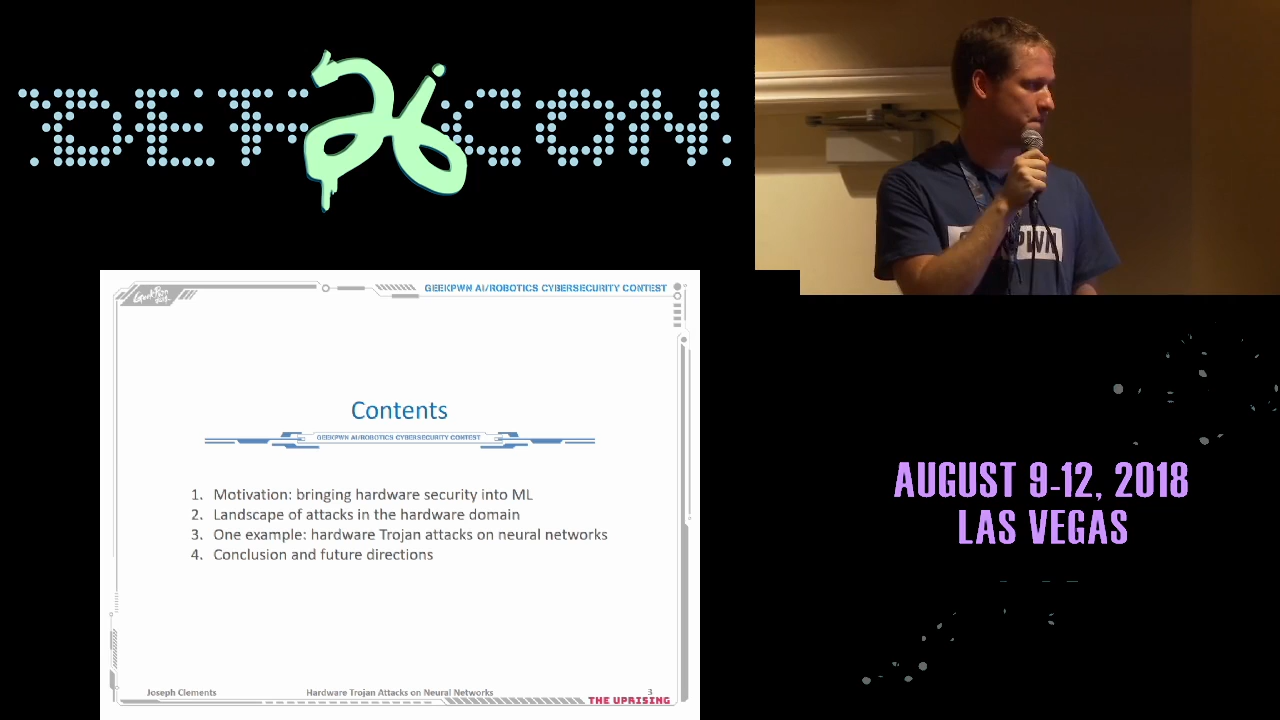 DEF CON
26
GEEKPWN AI/ROBOTICS CYBERSECURITY CONTEST
Contents
GEEKPWN AI/ROBOTICS CYBERSECURITY CONTEST
1. Motivation: bringing hardware security into ML
2. Landscape of attacks in the hardware domain
3. One example: hardware Trojan attacks on neural networks
4. Conclusion and future directions
Joseph Clements
Hardware Trojan Attacks on Neural Networks
3
THE UPRISING
AUGUST 9-12, 2018
LAS VEGAS